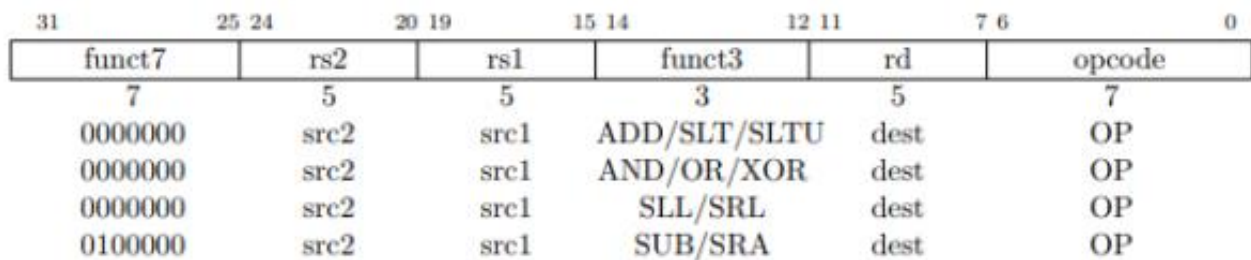 31 25 24 20 19 15 14 12 11 7 6 0
funct7 rs2 rs1 funct3 rd opcode
7 5 5 3 5 7
0000000 src2 src1 ADD/SLT/SLTU dest OP
0000000 src2 src1 AND/OR/XOR dest OP
0000000 src2 src1 SLL/SRL dest OP
0100000 src2 src1 SUB/SRA dest OP